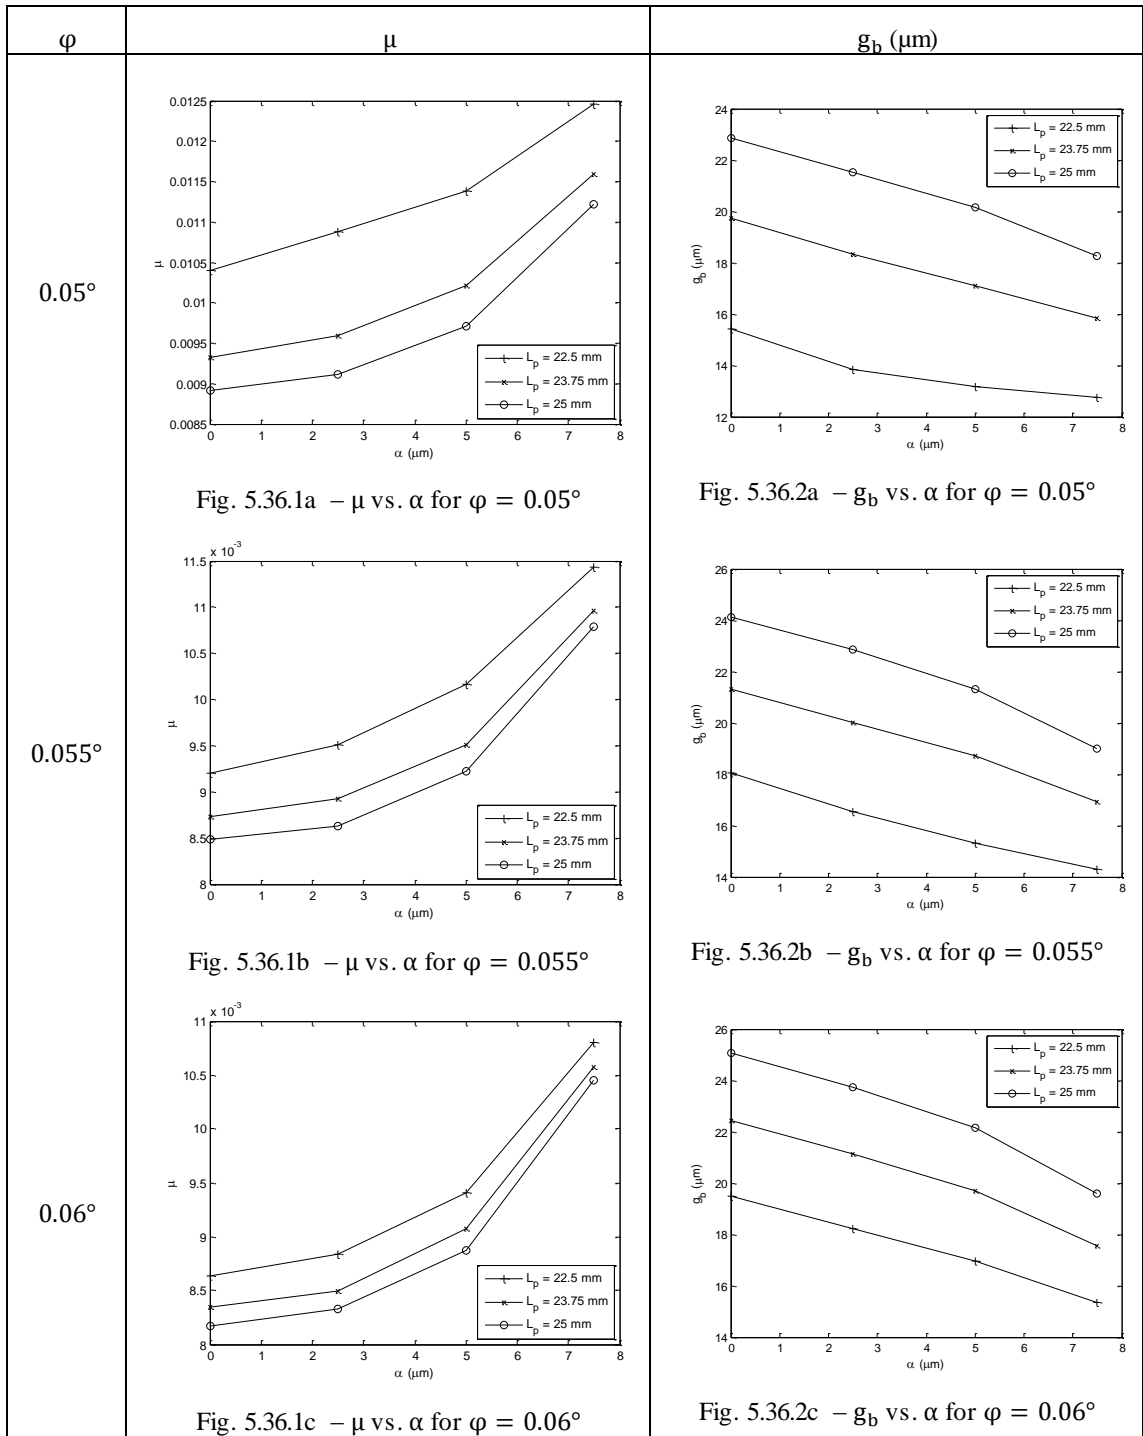 φ μ g_b (μm)
0.05°
0.0125
0.012
0.0115
0.011
0.0105
0.01
0.0095
0.009
0.0085
μ
0 1 2 3 4 5 6 7 8
α (μm)
L_p = 22.5 mm
L_p = 23.75 mm
L_p = 25 mm
Fig. 5.36.1a – μ vs. α for φ = 0.05°
24
22
20
18
16
14
12
g_b (μm)
0 1 2 3 4 5 6 7 8
α (μm)
L_p = 22.5 mm
L_p = 23.75 mm
L_p = 25 mm
Fig. 5.36.2a – g_b vs. α for φ = 0.05°
0.055°
x 10^-3
11.5
11
10.5
10
9.5
9
8.5
8
μ
0 1 2 3 4 5 6 7 8
α (μm)
L_p = 22.5 mm
L_p = 23.75 mm
L_p = 25 mm
Fig. 5.36.1b – μ vs. α for φ = 0.055°
26
24
22
20
18
16
14
g_b (μm)
0 1 2 3 4 5 6 7 8
α (μm)
L_p = 22.5 mm
L_p = 23.75 mm
L_p = 25 mm
Fig. 5.36.2b – g_b vs. α for φ = 0.055°
0.06°
x 10^-3
11
10.5
10
9.5
9
8.5
8
μ
0 1 2 3 4 5 6 7 8
α (μm)
L_p = 22.5 mm
L_p = 23.75 mm
L_p = 25 mm
Fig. 5.36.1c – μ vs. α for φ = 0.06°
26
24
22
20
18
16
14
g_b (μm)
0 1 2 3 4 5 6 7 8
α (μm)
L_p = 22.5 mm
L_p = 23.75 mm
L_p = 25 mm
Fig. 5.36.2c – g_b vs. α for φ = 0.06°